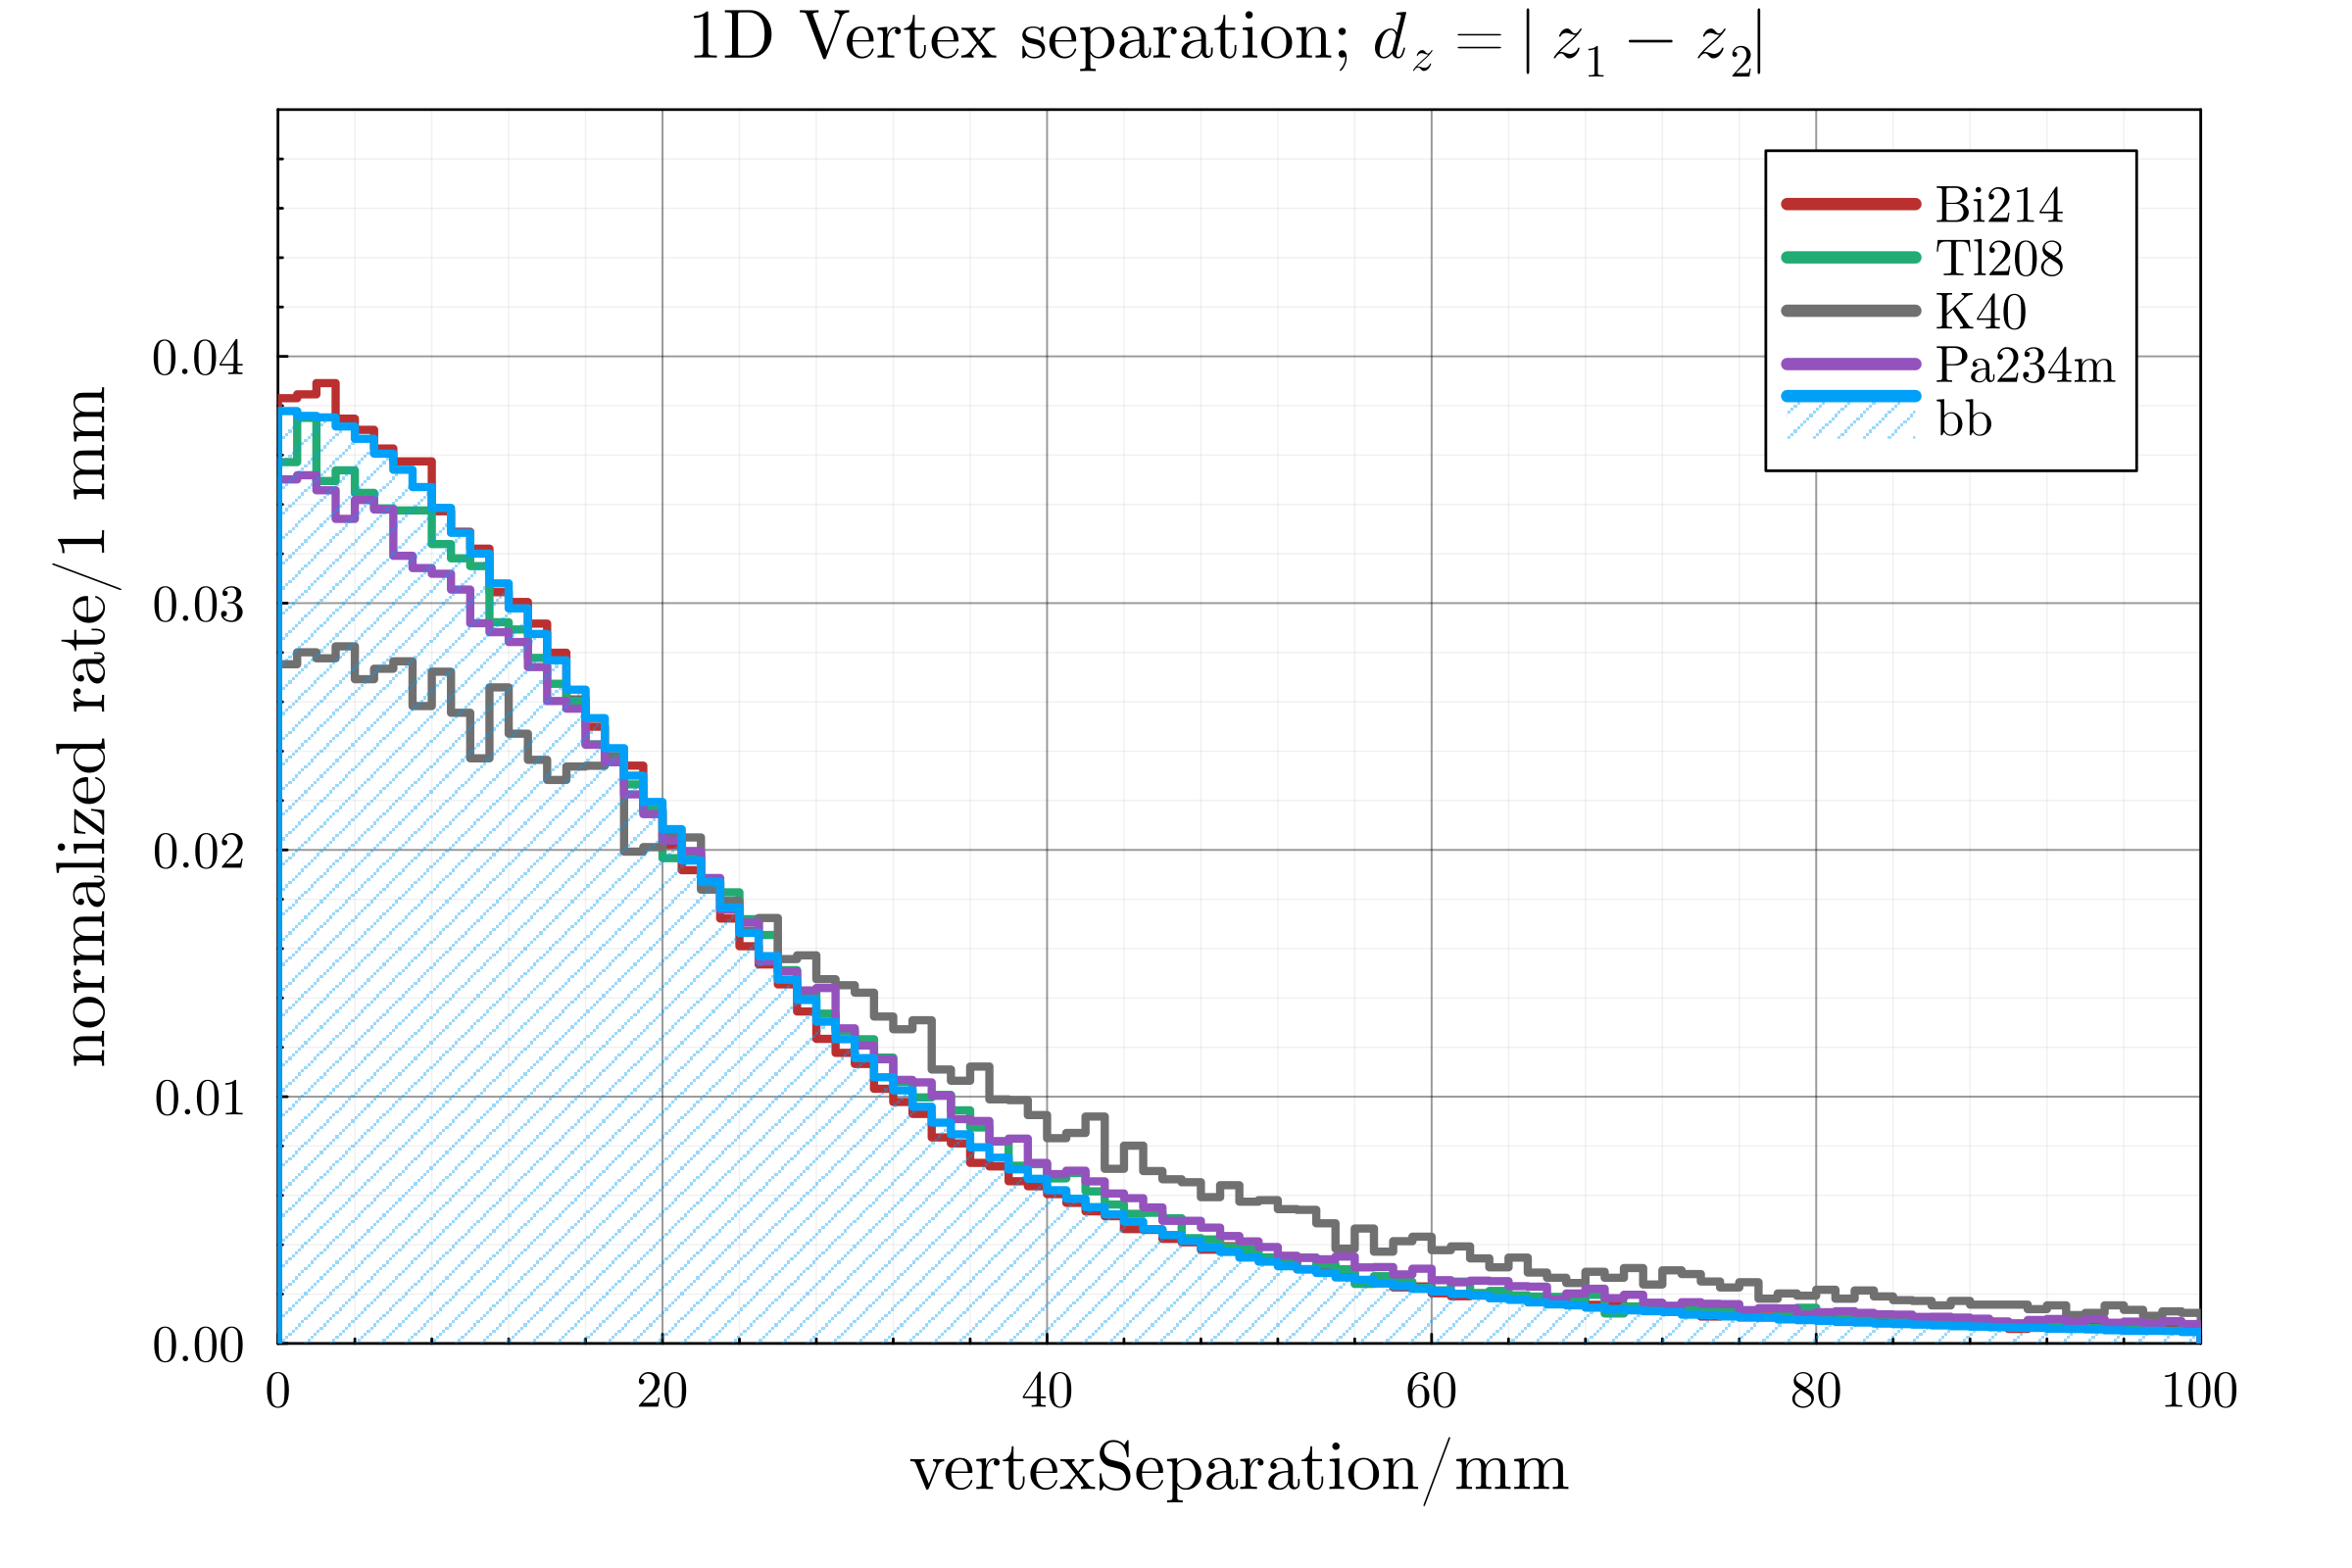 1D Vertex separation; d_z = | z_1 − z_2|
normalized rate/1 mm
0.04
0.03
0.02
0.01
0.00
0 20 40 60 80 100
vertexSeparation/mm
Bi214
Tl208
K40
Pa234m
bb